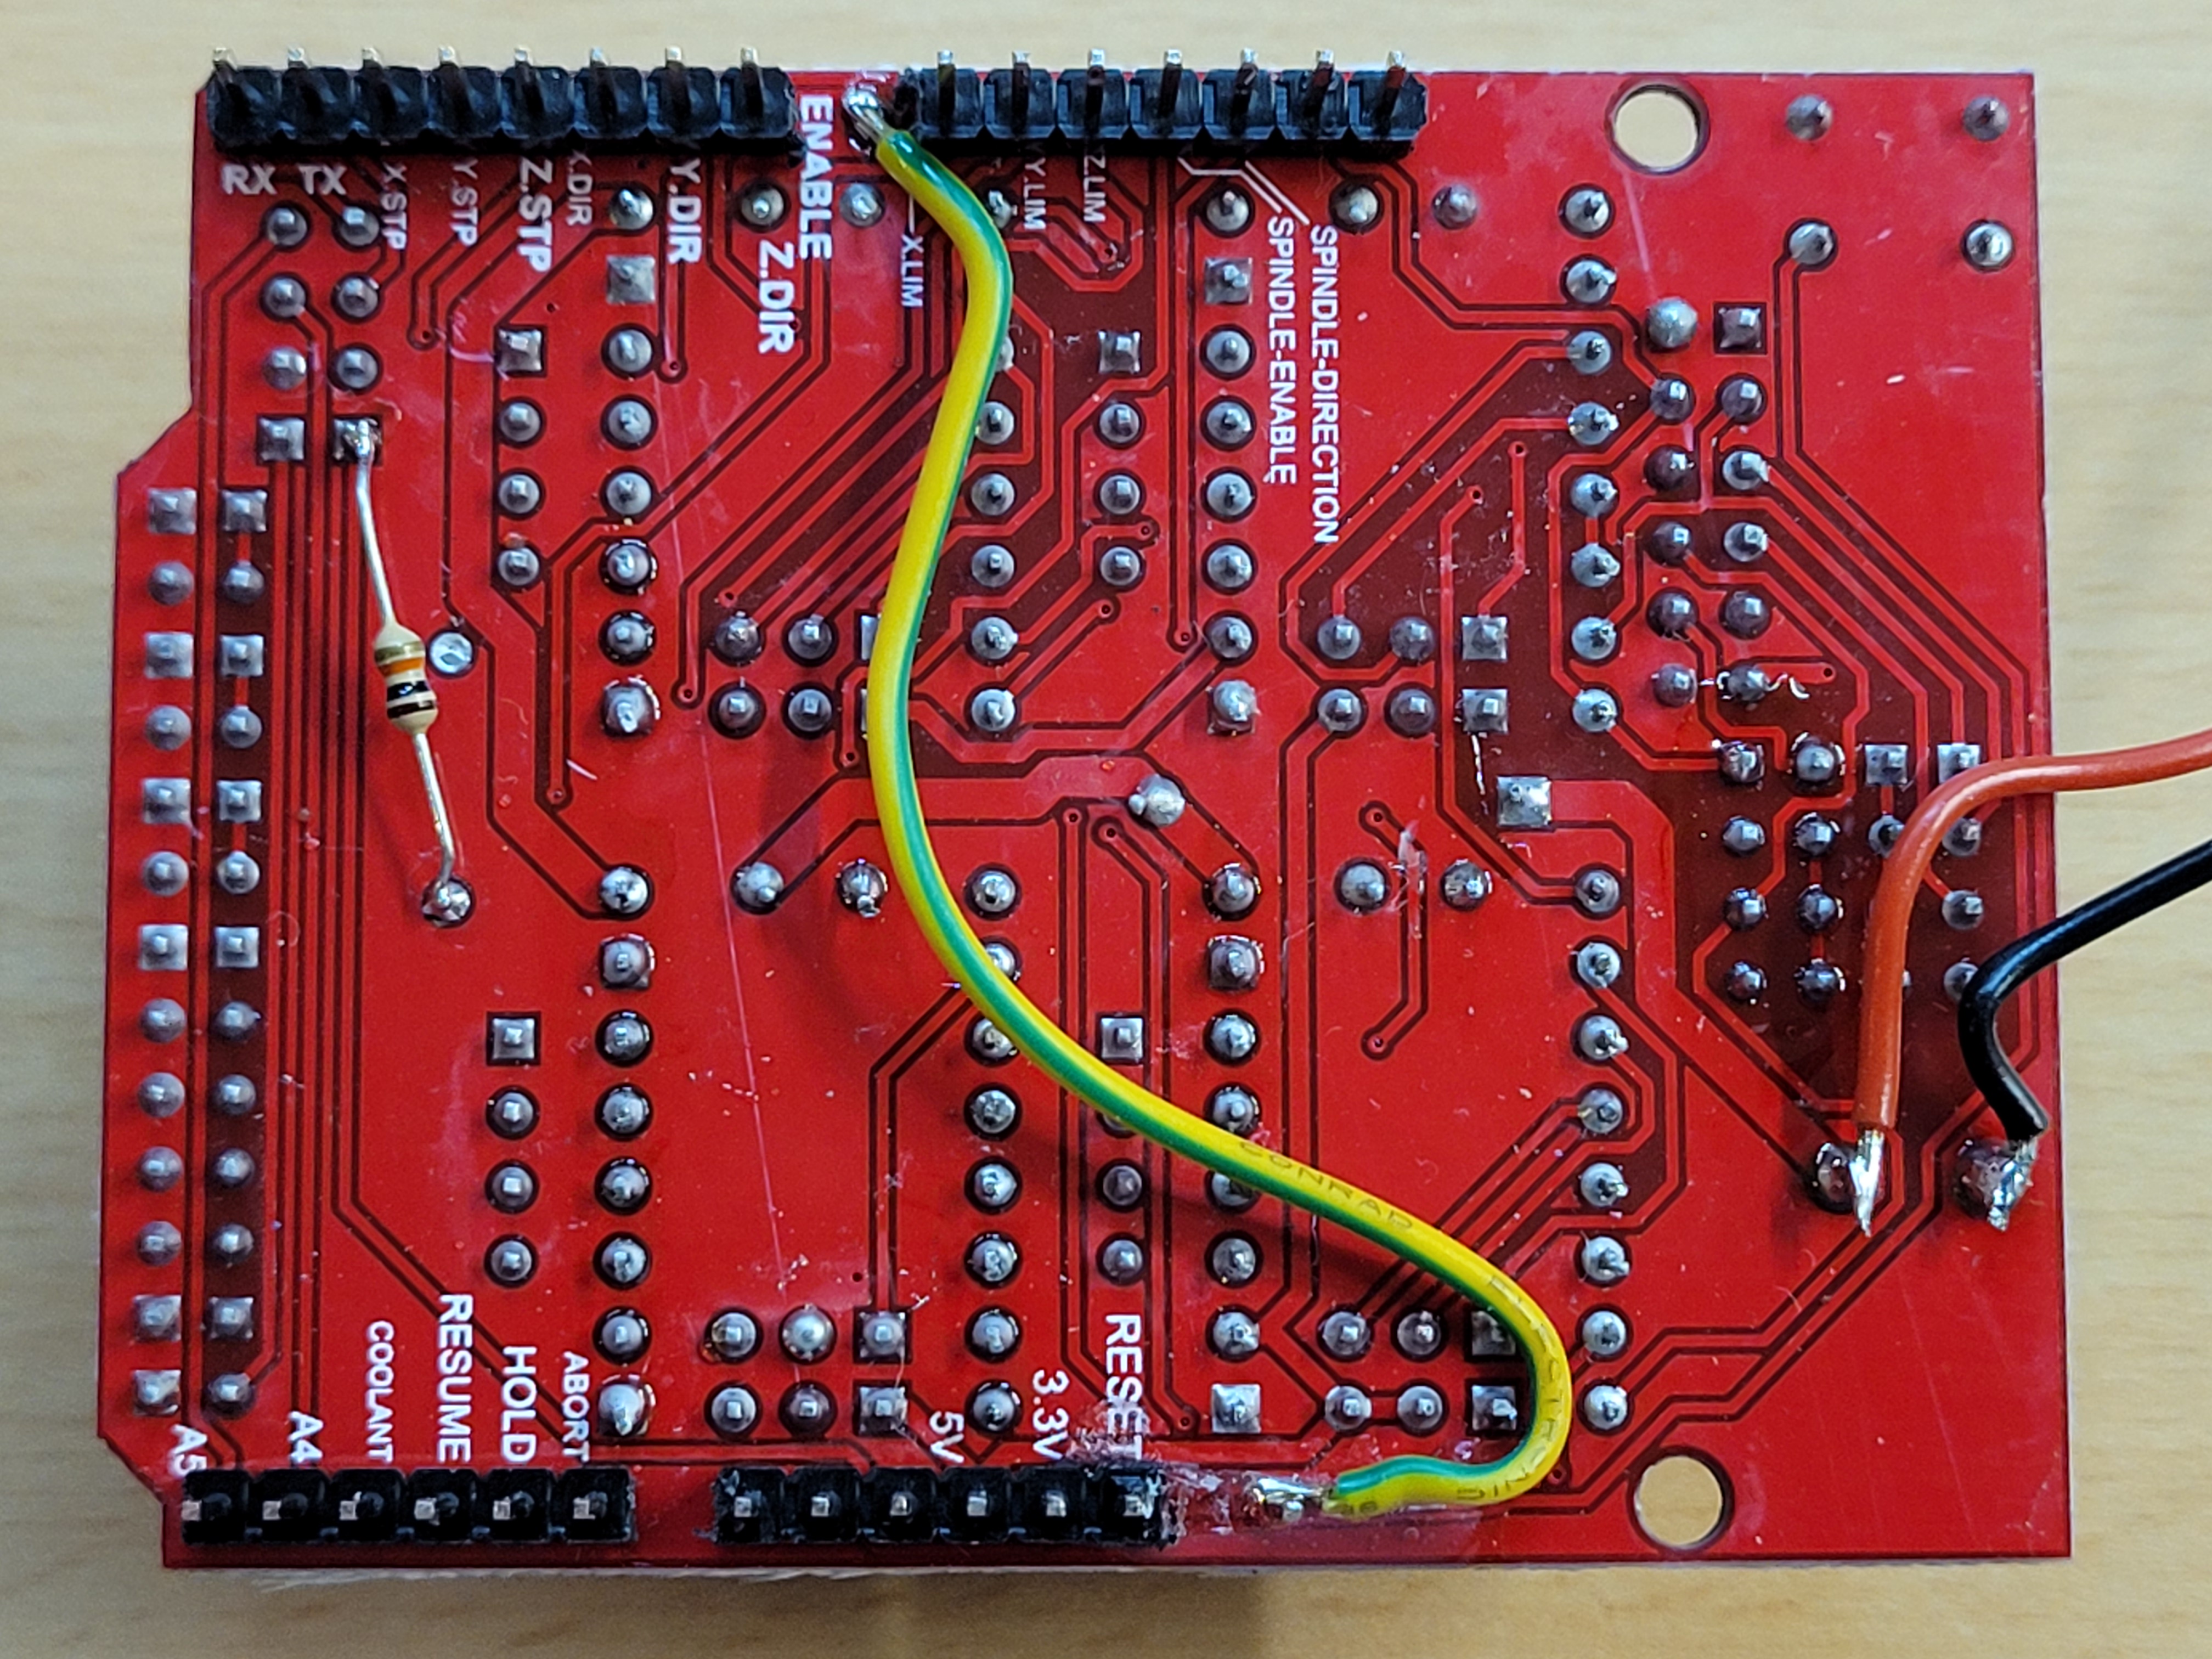 RX TX
X.STP
Y.STP
Z.STP
X.DIR
Y.DIR
Z.DIR
ENABLE
X.LIM
Y.LIM
Z.LIM
SPINDLE-ENABLE
SPINDLE-DIRECTION
CONRAD
A5
A4
COOLANT
RESUME
HOLD
ABORT
5V
3.3V
RESET